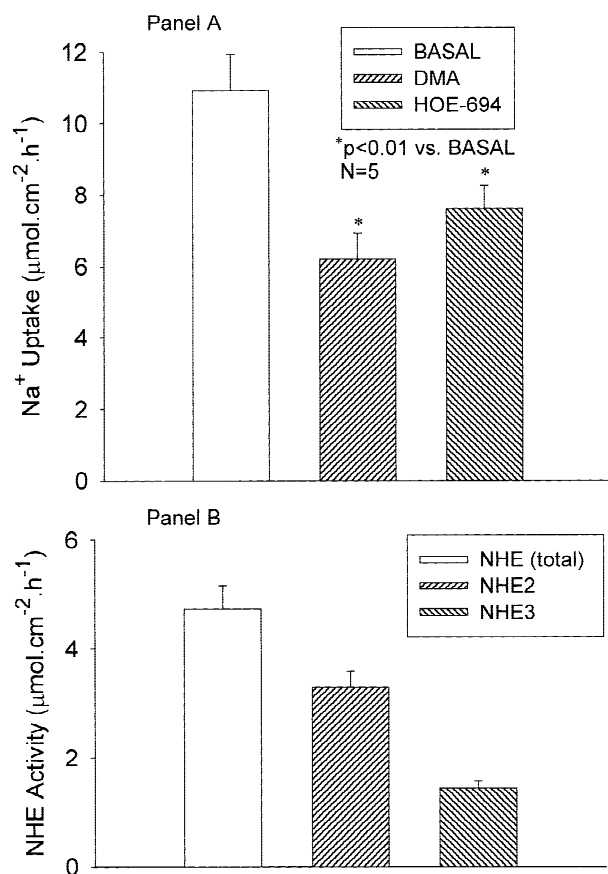 Panel A
BASAL
DMA
HOE-694
*p<0.01 vs. BASAL
N=5
*
*
Na+ Uptake (μmol.cm-2.h-1)
12
10
8
6
4
2
0
Panel B
NHE (total)
NHE2
NHE3
NHE Activity (μmol.cm-2.h-1)
6
4
2
0